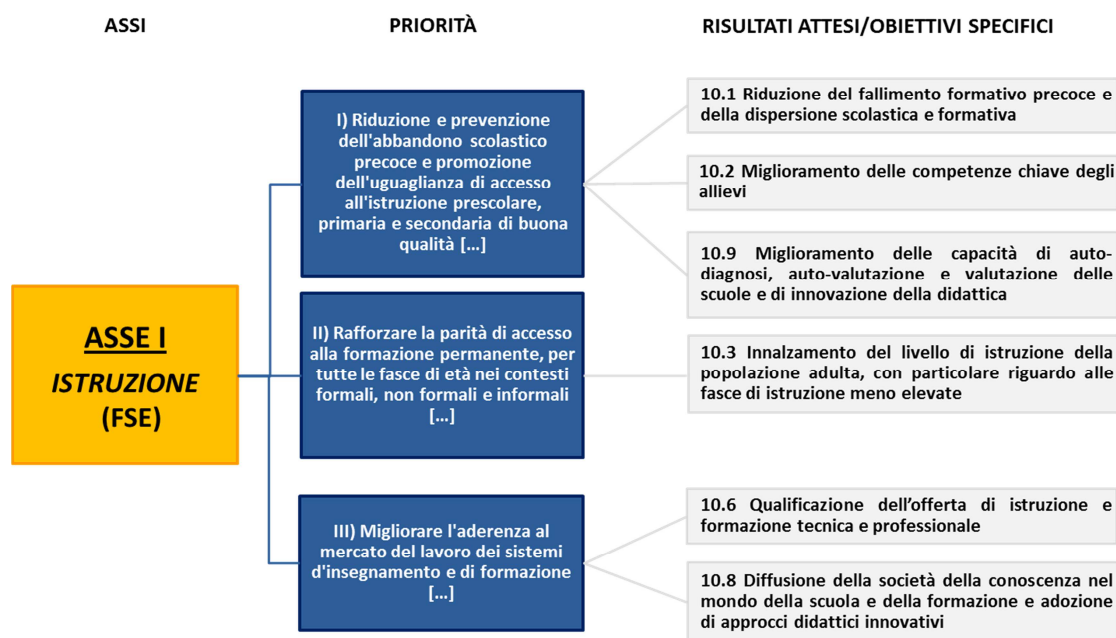 ASSI
PRIORITÀ
RISULTATI ATTESI/OBIETTIVI SPECIFICI
ASSE I
ISTRUZIONE
(FSE)
I) Riduzione e prevenzione
dell'abbandono scolastico
precoce e promozione
dell'uguaglianza di accesso
all'istruzione prescolare,
primaria e secondaria di buona
qualità [...]
10.1 Riduzione del fallimento formativo precoce e
della dispersione scolastica e formativa
10.2 Miglioramento delle competenze chiave degli
allievi
10.9 Miglioramento delle capacità di auto-
diagnosi, auto-valutazione e valutazione delle
scuole e di innovazione della didattica
II) Rafforzare la parità di accesso
alla formazione permanente, per
tutte le fasce di età nei contesti
formali, non formali e informali
[...]
10.3 Innalzamento del livello di istruzione della
popolazione adulta, con particolare riguardo alle
fasce di istruzione meno elevate
III) Migliorare l'aderenza al
mercato del lavoro dei sistemi
d'insegnamento e di formazione
[...]
10.6 Qualificazione dell’offerta di istruzione e
formazione tecnica e professionale
10.8 Diffusione della società della conoscenza nel
mondo della scuola e della formazione e adozione
di approcci didattici innovativi